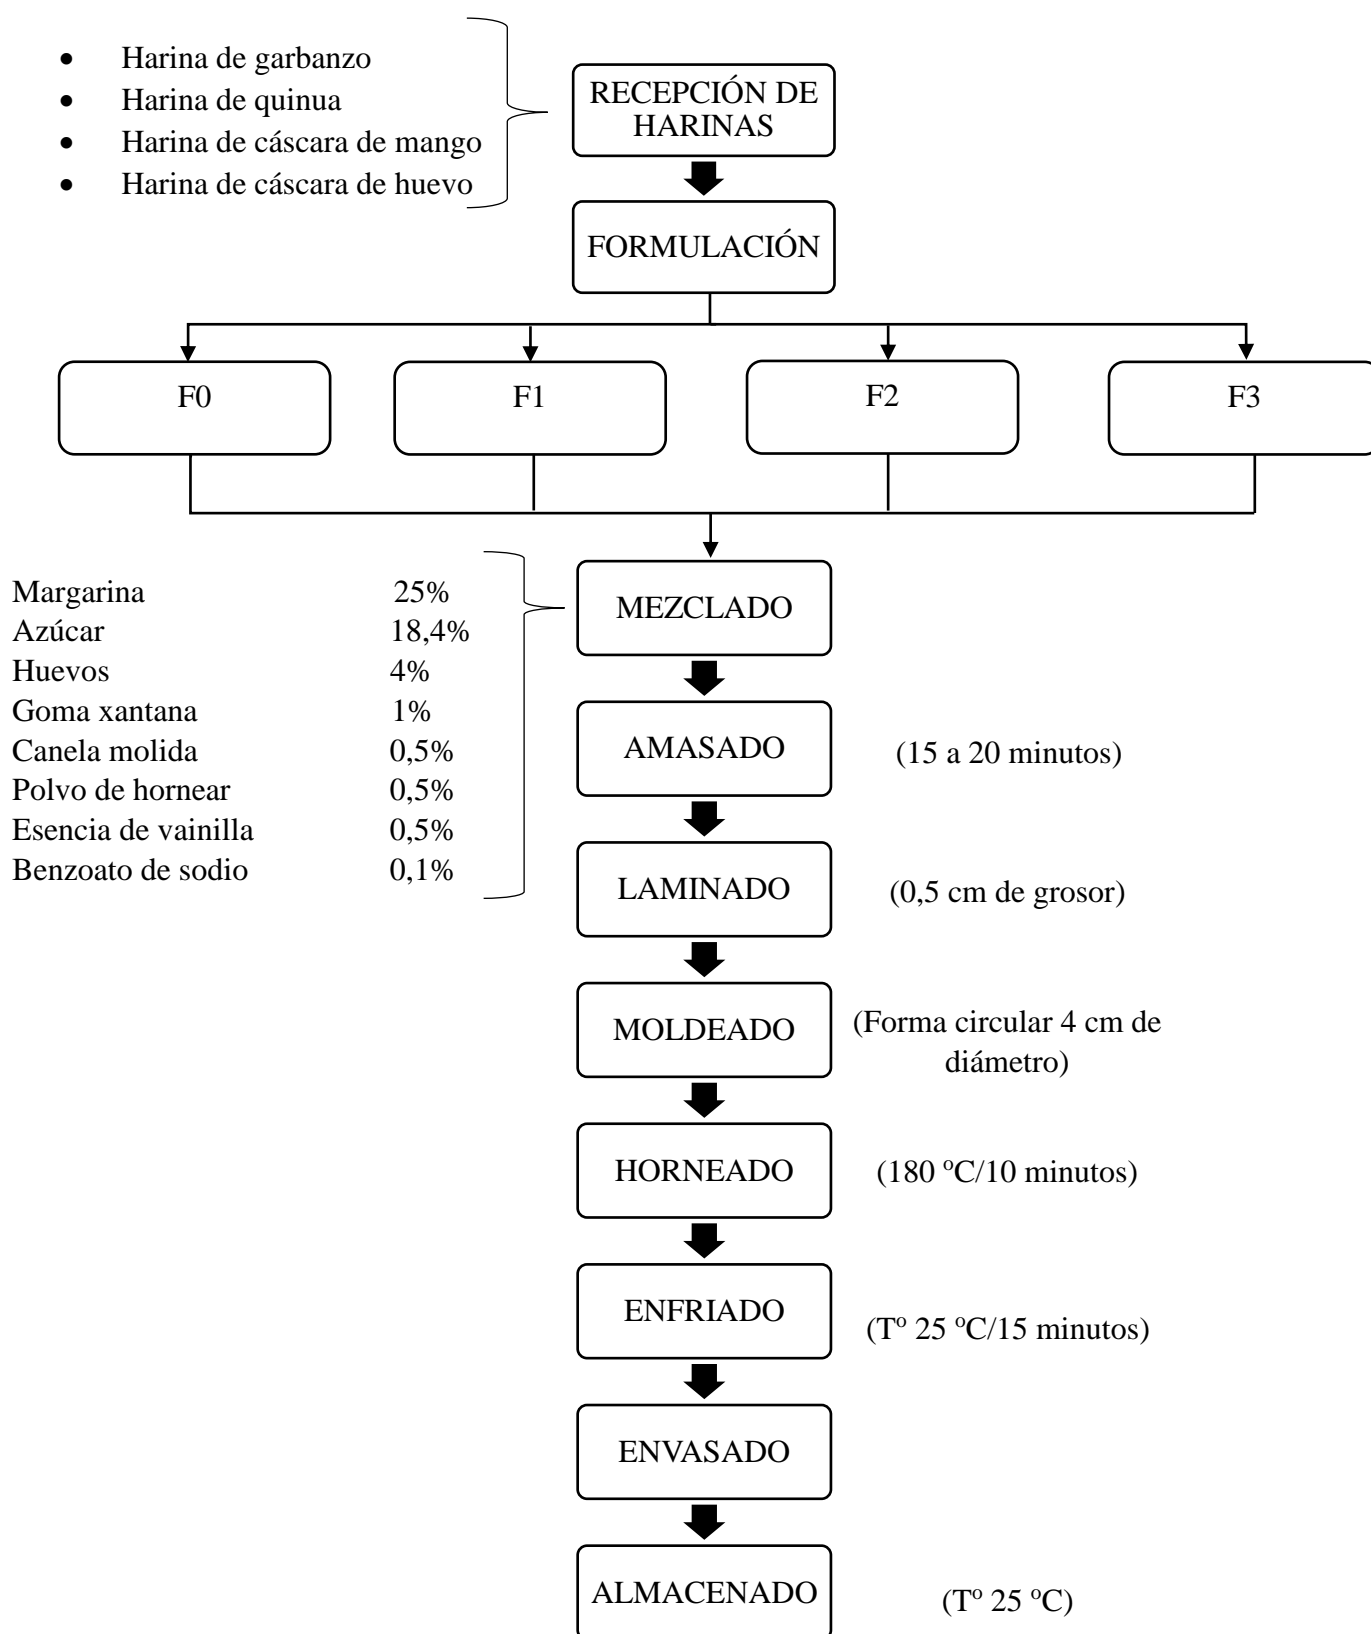 • Harina de garbanzo
• Harina de quinua
• Harina de cáscara de mango
• Harina de cáscara de huevo
RECEPCIÓN DE
HARINAS
FORMULACIÓN
F0
F1
F2
F3
Margarina 25%
Azúcar 18,4%
Huevos 4%
Goma xantana 1%
Canela molida 0,5%
Polvo de hornear 0,5%
Esencia de vainilla 0,5%
Benzoato de sodio 0,1%
MEZCLADO
AMASADO
(15 a 20 minutos)
LAMINADO
(0,5 cm de grosor)
MOLDEADO
(Forma circular 4 cm de
diámetro)
HORNEADO
(180 ºC/10 minutos)
ENFRIADO
(Tº 25 ºC/15 minutos)
ENVASADO
ALMACENADO
(Tº 25 ºC)